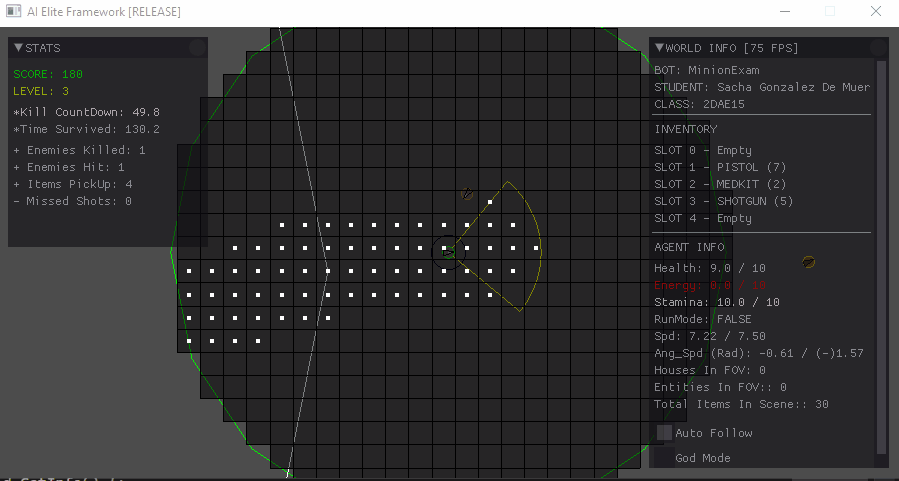 AI Elite Framework [RELEASE]
STATS
SCORE: 180
LEVEL: 3
*Kill CountDown: 49.8
*Time Survived: 130.2
+ Enemies Killed: 1
+ Enemies Hit: 1
+ Items PickUp: 4
- Missed Shots: 0
WORLD INFO [75 FPS]
BOT: MinionExam
STUDENT: Sacha Gonzalez De Muer
CLASS: 2DAE15
INVENTORY
SLOT 0 - Empty
SLOT 1 - PISTOL (7)
SLOT 2 - MEDKIT (2)
SLOT 3 - SHOTGUN (5)
SLOT 4 - Empty
AGENT INFO
Health: 9.0 / 10
Energy: / 10
Stamina: 10.0 / 10
RunMode: FALSE
Spd: 7.22 / 7.50
Ang_Spd (Rad): -0.61 / (-)1.57
Houses In FOV: 0
Entities In FOV:: 0
Total Items In Scene:: 30
Auto Follow
God Mode